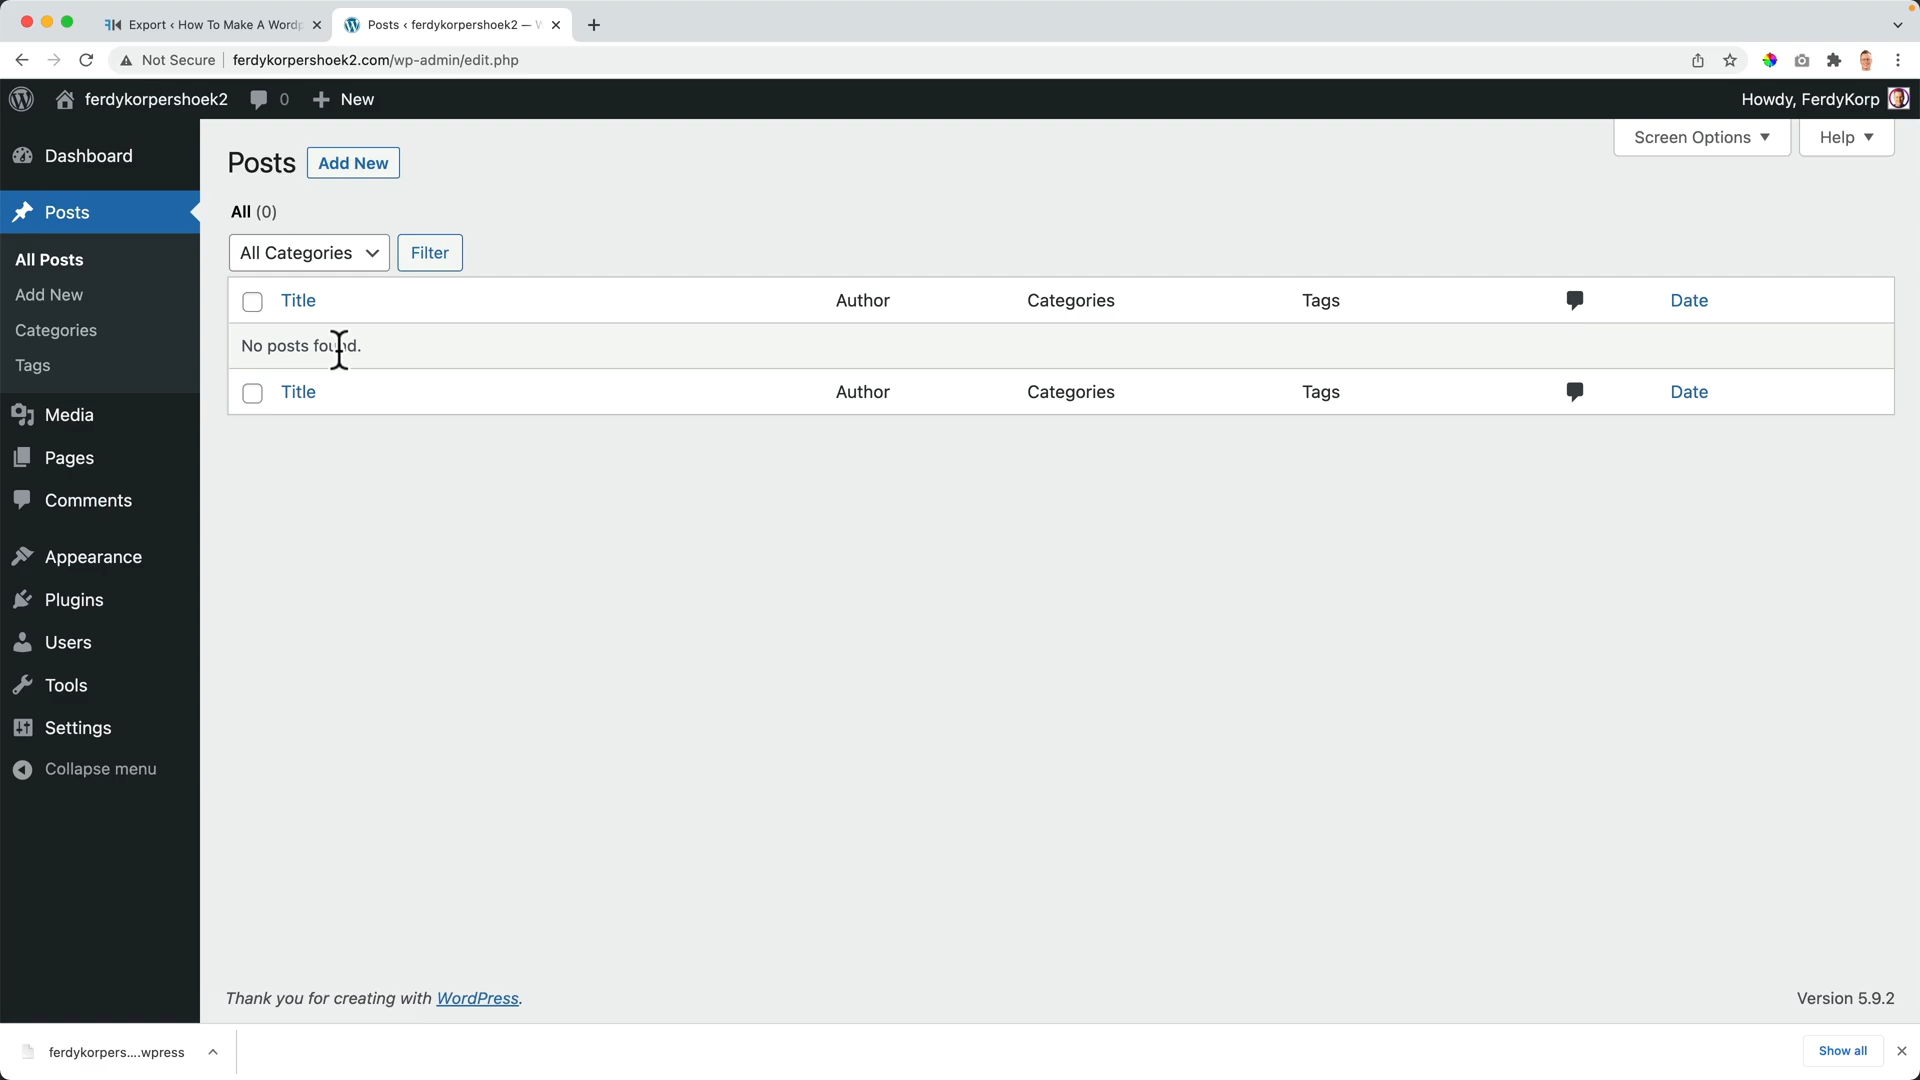 Export ‹ How To Make A Wordp
Posts ‹ ferdykorpershoek2 — W
Not Secure
ferdykorpershoek2.com/wp-admin/edit.php
ferdykorpershoek2
0
New
Howdy, FerdyKorp
Dashboard
Posts
All Posts
Add New
Categories
Tags
Media
Pages
Comments
Appearance
Plugins
Users
Tools
Settings
Collapse menu
Screen Options
Help
Posts
Add New
All (0)
All Categories
Filter
Title Author Categories Tags Date
No posts found.
Title Author Categories Tags Date
Thank you for creating with WordPress.
Version 5.9.2
ferdykorpers....wpress
Show all